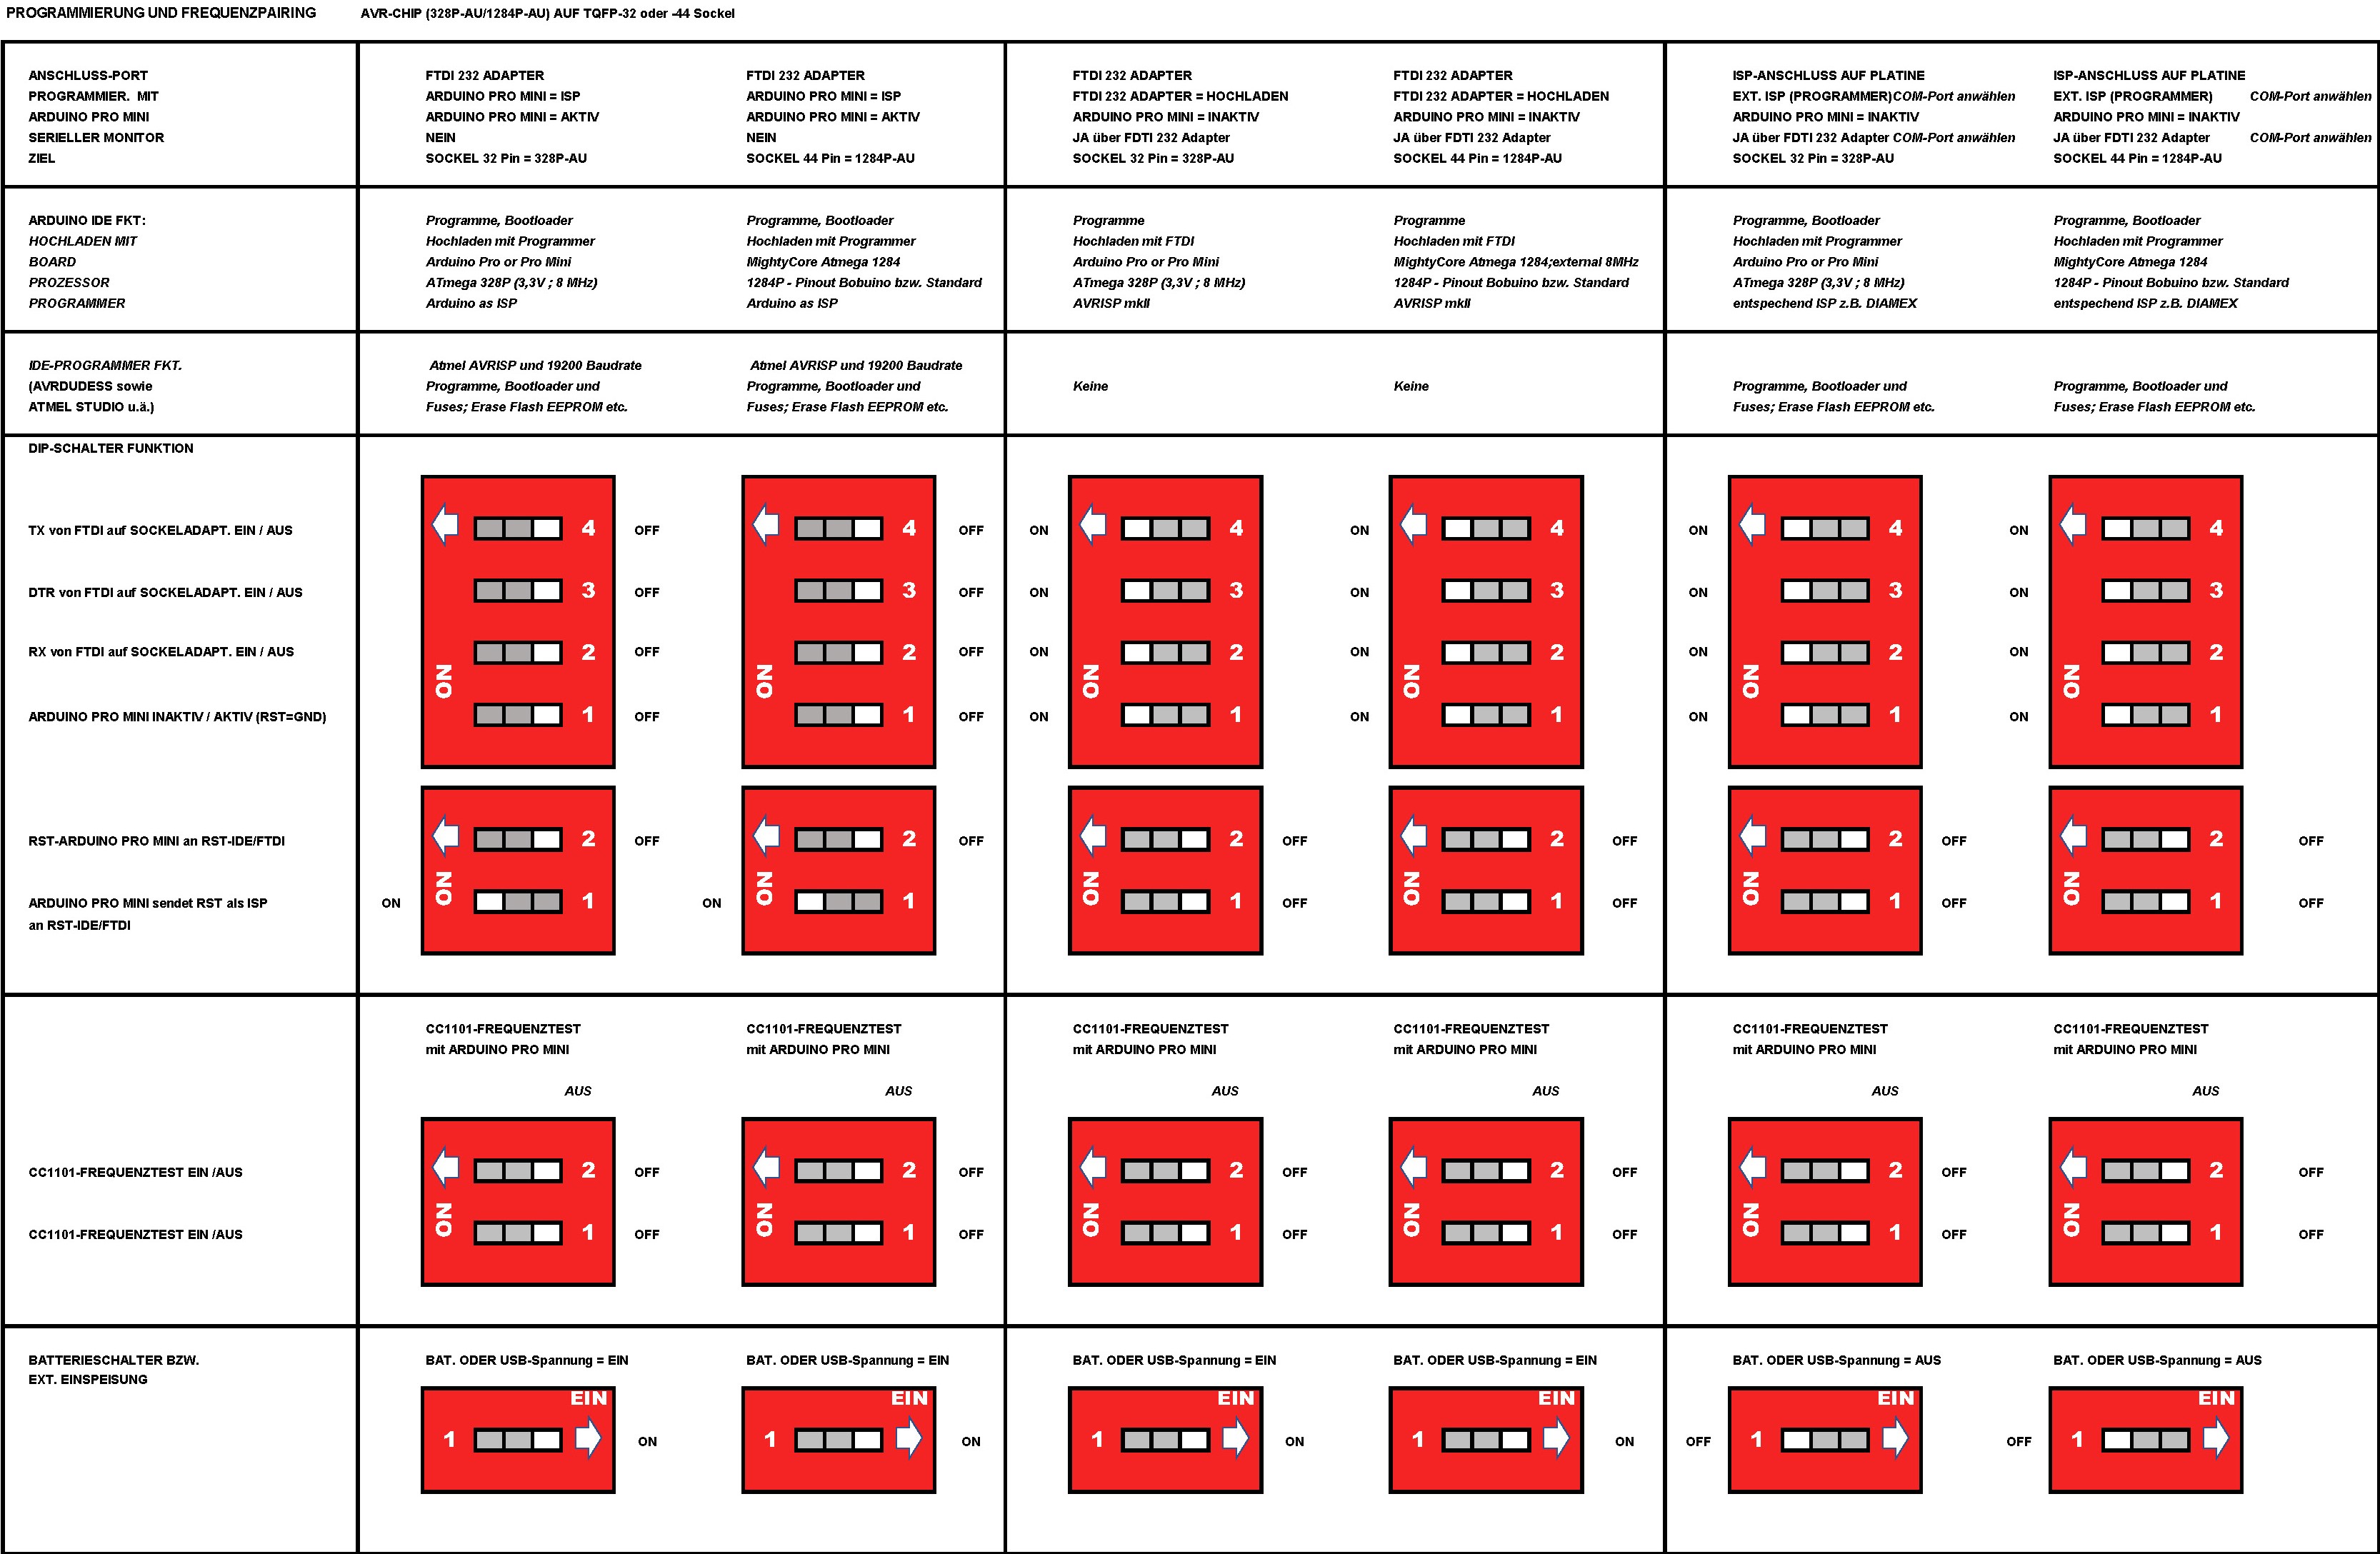 PROGRAMMIERUNG UND FREQUENZPAIRING AVR-CHIP (328P-AU/1284P-AU) AUF TQFP-32 oder -44 Sockel
ANSCHLUSS-PORT FTDI 232 ADAPTER FTDI 232 ADAPTER FTDI 232 ADAPTER FTDI 232 ADAPTER ISP-ANSCHLUSS AUF PLATINE ISP-ANSCHLUSS AUF PLATINE
PROGRAMMIER. MIT ARDUINO PRO MINI = ISP ARDUINO PRO MINI = ISP FTDI 232 ADAPTER = HOCHLADEN FTDI 232 ADAPTER = HOCHLADEN EXT. ISP (PROGRAMMER) COM-Port anwählen EXT. ISP (PROGRAMMER) COM-Port anwählen
ARDUINO PRO MINI ARDUINO PRO MINI = AKTIV ARDUINO PRO MINI = AKTIV ARDUINO PRO MINI = INAKTIV ARDUINO PRO MINI = INAKTIV ARDUINO PRO MINI = INAKTIV ARDUINO PRO MINI = INAKTIV
SERIELLER MONITOR NEIN NEIN JA über FDTI 232 Adapter JA über FDTI 232 Adapter JA über FDTI 232 Adapter COM-Port anwählen JA über FDTI 232 Adapter COM-Port anwählen
ZIEL SOCKEL 32 Pin = 328P-AU SOCKEL 44 Pin = 1284P-AU SOCKEL 32 Pin = 328P-AU SOCKEL 44 Pin = 1284P-AU SOCKEL 32 Pin = 328P-AU SOCKEL 44 Pin = 1284P-AU
ARDUINO IDE FKT: Programme, Bootloader Programme, Bootloader Programme Programme Programme, Bootloader Programme, Bootloader
HOCHLADEN MIT Hochladen mit Programmer Hochladen mit Programmer Hochladen mit FTDI Hochladen mit FTDI Hochladen mit Programmer Hochladen mit Programmer
BOARD Arduino Pro or Pro Mini MightyCore Atmega 1284 Arduino Pro or Pro Mini MightyCore Atmega 1284;external 8MHz Arduino Pro or Pro Mini MightyCore Atmega 1284
PROZESSOR ATmega 328P (3,3V ; 8 MHz) 1284P - Pinout Bobuino bzw. Standard ATmega 328P (3,3V ; 8 MHz) 1284P - Pinout Bobuino bzw. Standard ATmega 328P (3,3V ; 8 MHz) 1284P - Pinout Bobuino bzw. Standard
PROGRAMMER Arduino as ISP Arduino as ISP AVRISP mkII AVRISP mkII entspechend ISP z.B. DIAMEX entspechend ISP z.B. DIAMEX
IDE-PROGRAMMER FKT. Atmel AVRISP und 19200 Baudrate Atmel AVRISP und 19200 Baudrate
(AVRDUDESS sowie Programme, Bootloader und Programme, Bootloader und Keine Keine Programme, Bootloader und Programme, Bootloader und
ATMEL STUDIO u.ä.) Fuses; Erase Flash EEPROM etc. Fuses; Erase Flash EEPROM etc. Fuses; Erase Flash EEPROM etc. Fuses; Erase Flash EEPROM etc.
DIP-SCHALTER FUNKTION
TX von FTDI auf SOCKELADAPT. EIN / AUS 4 OFF 4 OFF ON 4 ON 4 ON 4 ON 4
DTR von FTDI auf SOCKELADAPT. EIN / AUS 3 OFF 3 OFF ON 3 ON 3 ON 3 ON 3
RX von FTDI auf SOCKELADAPT. EIN / AUS 2 OFF 2 OFF ON 2 ON 2 ON 2 ON 2
ON ON ON ON ON ON
ARDUINO PRO MINI INAKTIV / AKTIV (RST=GND) 1 OFF 1 OFF ON 1 ON 1 ON 1 ON 1
RST-ARDUINO PRO MINI an RST-IDE/FTDI 2 OFF 2 OFF 2 OFF 2 OFF 2 OFF 2 OFF
ON ON ON ON ON ON
ARDUINO PRO MINI sendet RST als ISP ON 1 ON 1 1 OFF 1 OFF 1 OFF 1 OFF
an RST-IDE/FTDI
CC1101-FREQUENZTEST CC1101-FREQUENZTEST CC1101-FREQUENZTEST CC1101-FREQUENZTEST CC1101-FREQUENZTEST CC1101-FREQUENZTEST
mit ARDUINO PRO MINI mit ARDUINO PRO MINI mit ARDUINO PRO MINI mit ARDUINO PRO MINI mit ARDUINO PRO MINI mit ARDUINO PRO MINI
AUS AUS AUS AUS AUS AUS
CC1101-FREQUENZTEST EIN /AUS 2 OFF 2 OFF 2 OFF 2 OFF 2 OFF 2 OFF
ON ON ON ON ON ON
CC1101-FREQUENZTEST EIN /AUS 1 OFF 1 OFF 1 OFF 1 OFF 1 OFF 1 OFF
BATTERIESCHALTER BZW. BAT. ODER USB-Spannung = EIN BAT. ODER USB-Spannung = EIN BAT. ODER USB-Spannung = EIN BAT. ODER USB-Spannung = EIN BAT. ODER USB-Spannung = AUS BAT. ODER USB-Spannung = AUS
EXT. EINSPEISUNG
EIN EIN EIN EIN EIN EIN
1 ON 1 ON 1 ON 1 ON OFF 1 OFF 1